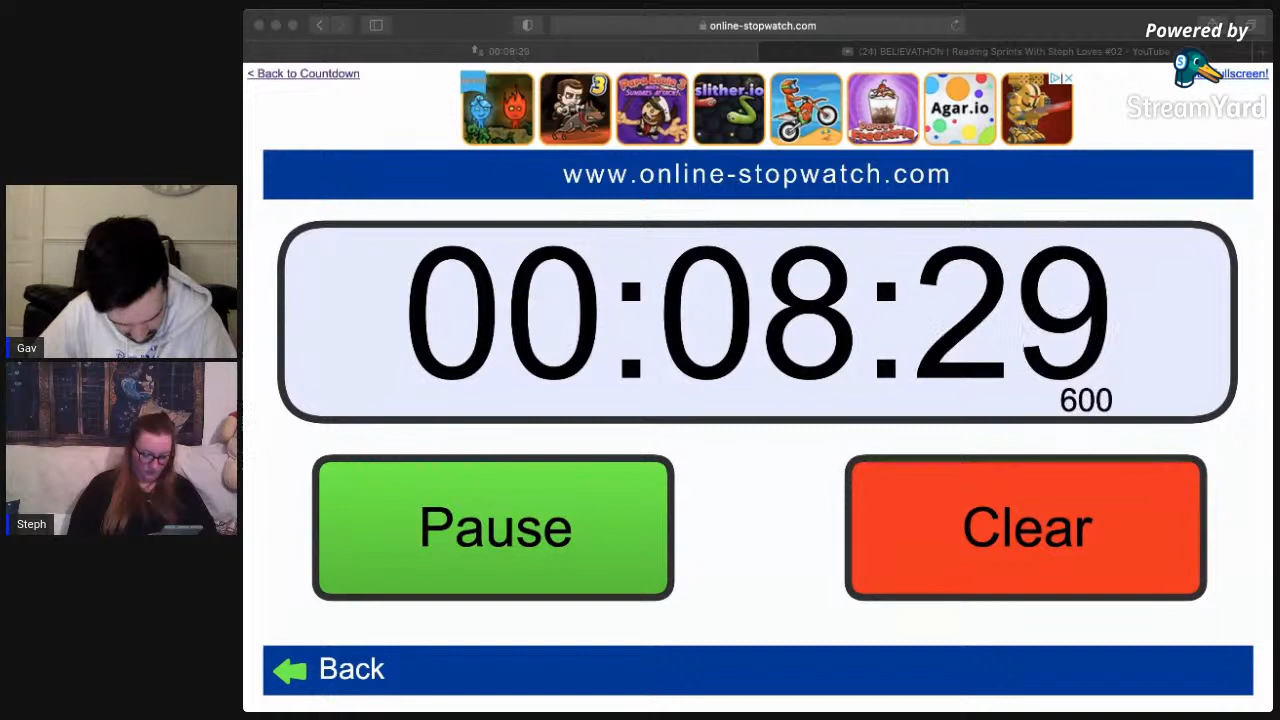 online-stopwatch.com
Powered by
00:08:29
(24) BELIEVATHON | Reading Sprints With Steph Loves #02 - YouTube
< Back to Countdown
ullscreen!
StreamYard
3
slither.io
Agar.io
www.online-stopwatch.com
00:08:29
600
Gav
Steph
Pause
Clear
Back